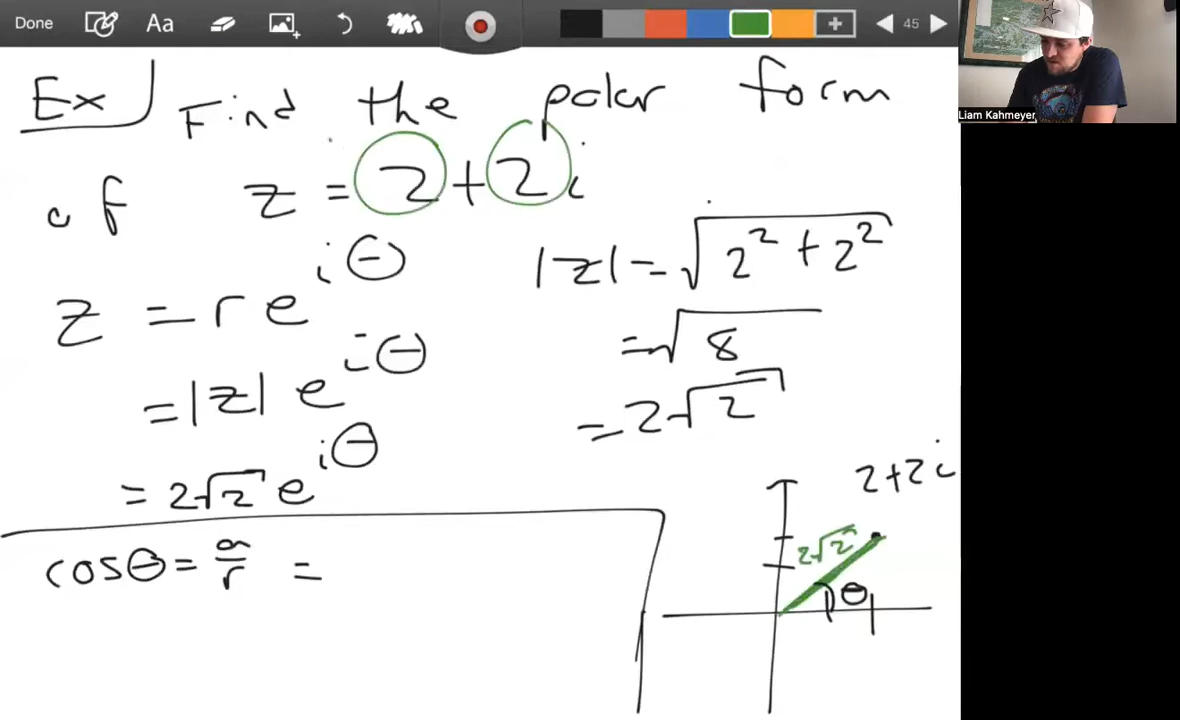 Done Aa 45
Liam Kahmeyer
Ex Find the polar form
of z = 2 + 2i
|z| = √(2² + 2²)
= √8
= 2√2
z = re^{iθ}
= |z| e^{iθ}
= 2√2 e^{iθ}
cosθ = a/r =
2+2i
2√2
θ